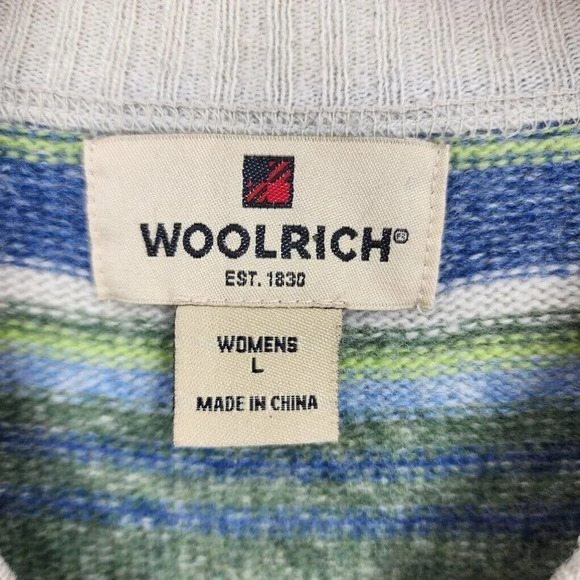 WOOLRICH®
EST. 1830
WOMENS
L
MADE IN CHINA